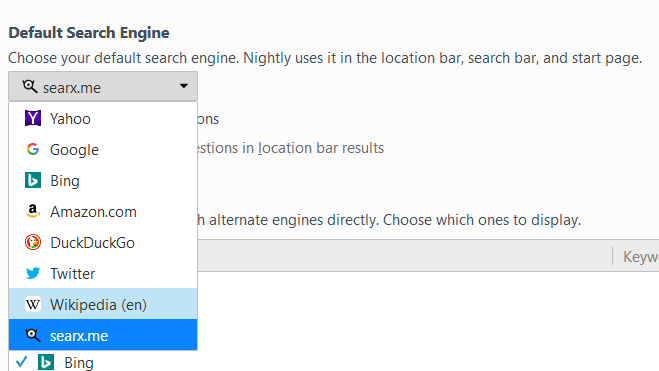 Default Search Engine
Choose your default search engine. Nightly uses it in the location bar, search bar, and start page.
searx.me
Yahoo
ons
Google
estions in location bar results
Bing
Amazon.com
h alternate engines directly. Choose which ones to display.
DuckDuckGo
Keyw
Twitter
Wikipedia (en)
searx.me
Bing